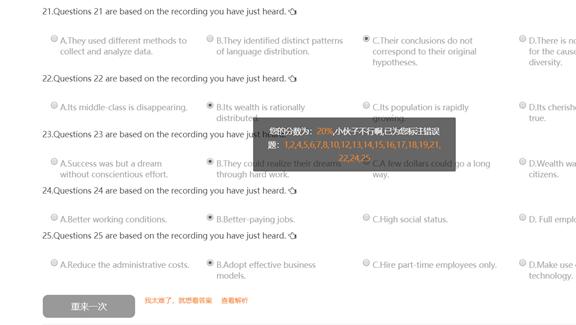 21.Questions 21 are based on the recording you have just heard.
A.They used different methods to collect and analyze data.
B.They identified distinct patterns of language distribution.
C.Their conclusions do not correspond to their original hypotheses.
D.There is no
for the cause
diversity.
22.Questions 22 are based on the recording you have just heard.
A.Its middle-class is disappearing.
B.Its wealth is rationally distributed.
C.Its population is rapidly growing.
D.Its cherished
true.
您的分数为：20%,小伙子不行啊,已为您标注错误
题：1,2,4,5,6,7,8,10,12,13,14,15,16,17,18,19,21,
22,24,25
23.Questions 23 are based on the recording you have just heard.
A.Success was but a dream without conscientious effort.
B.They could realize their dreams through hard work.
C.A few dollars could go a long way.
D.Wealth wa
citizens.
24.Questions 24 are based on the recording you have just heard.
A.Better working conditions.
B.Better-paying jobs.
C.High social status.
D. Full emplo
25.Questions 25 are based on the recording you have just heard.
A.Reduce the administrative costs.
B.Adopt effective business models.
C.Hire part-time employees only.
D.Make use o
technology.
重来一次
我太难了，就想看答案 查看解析